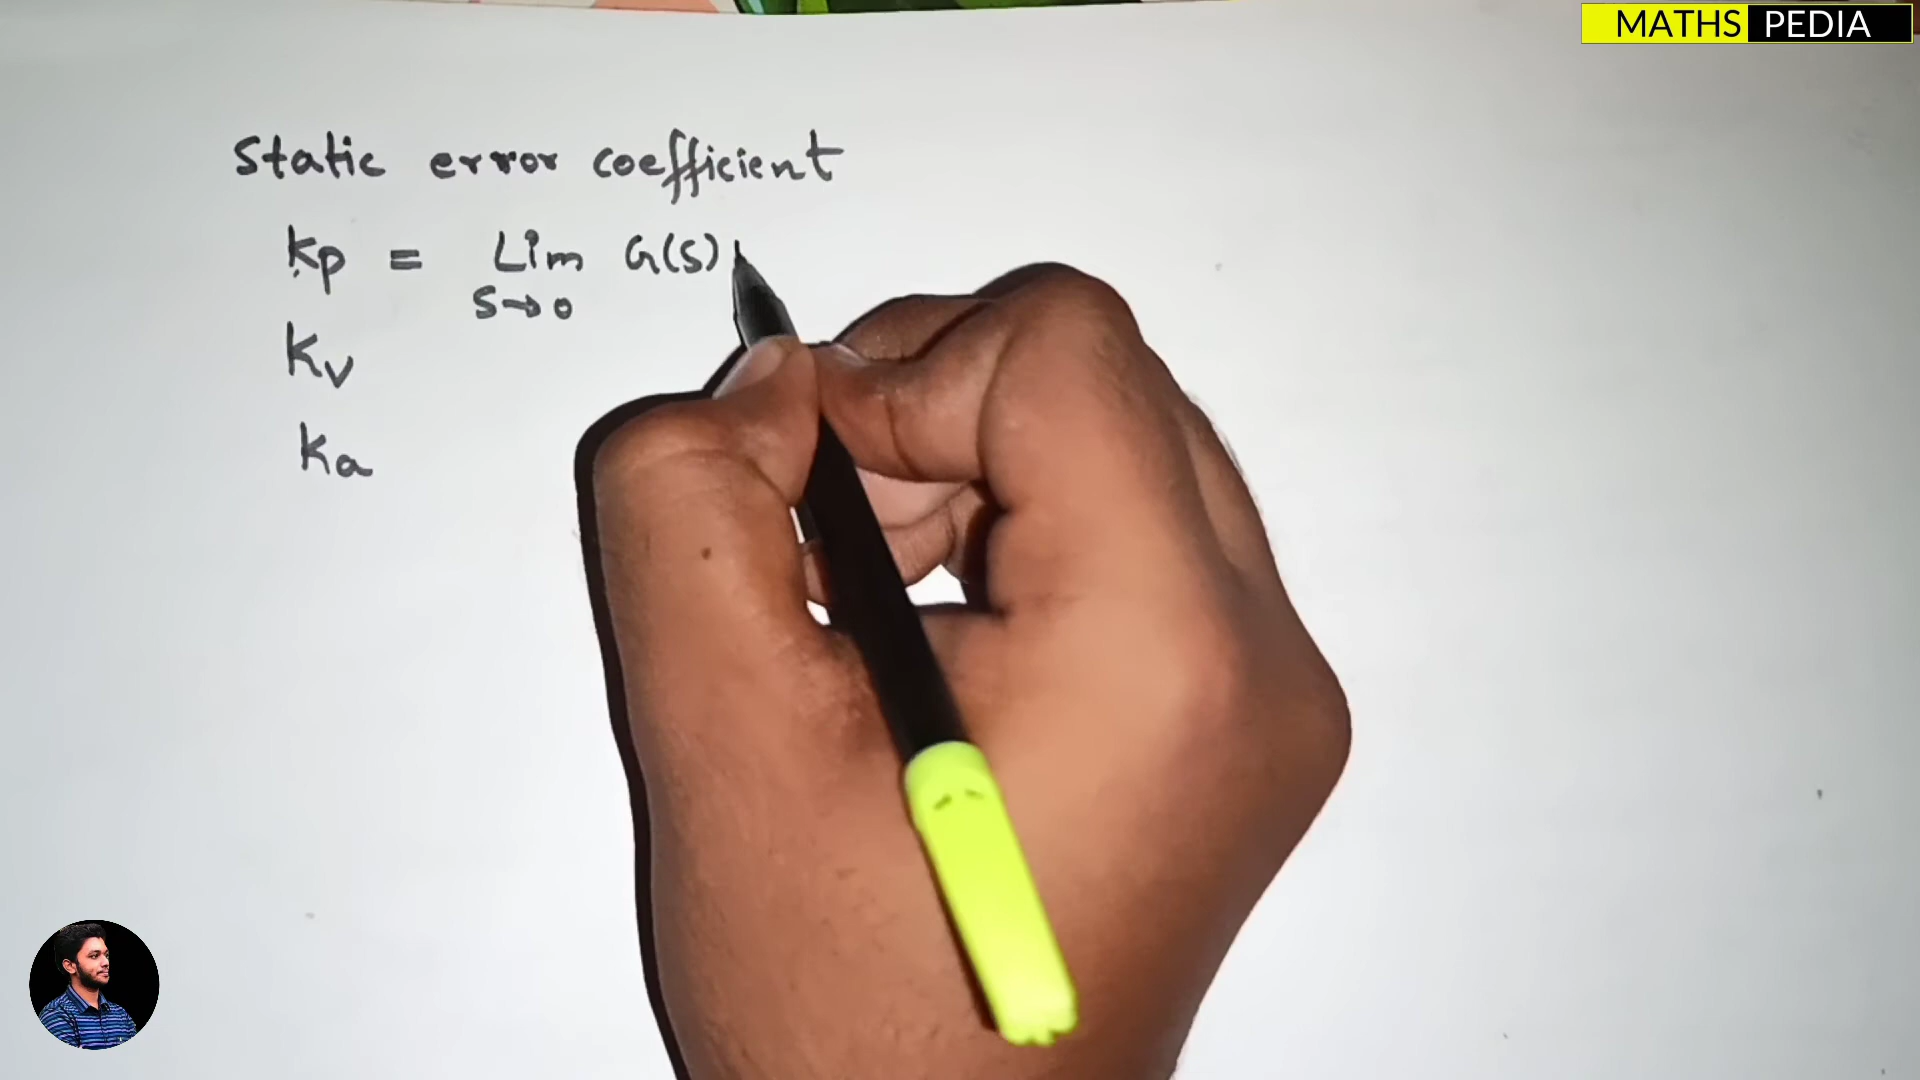 MATHS PEDIA
Static error coefficient
Kp = Lim G(S)
S→0
Kv
Ka